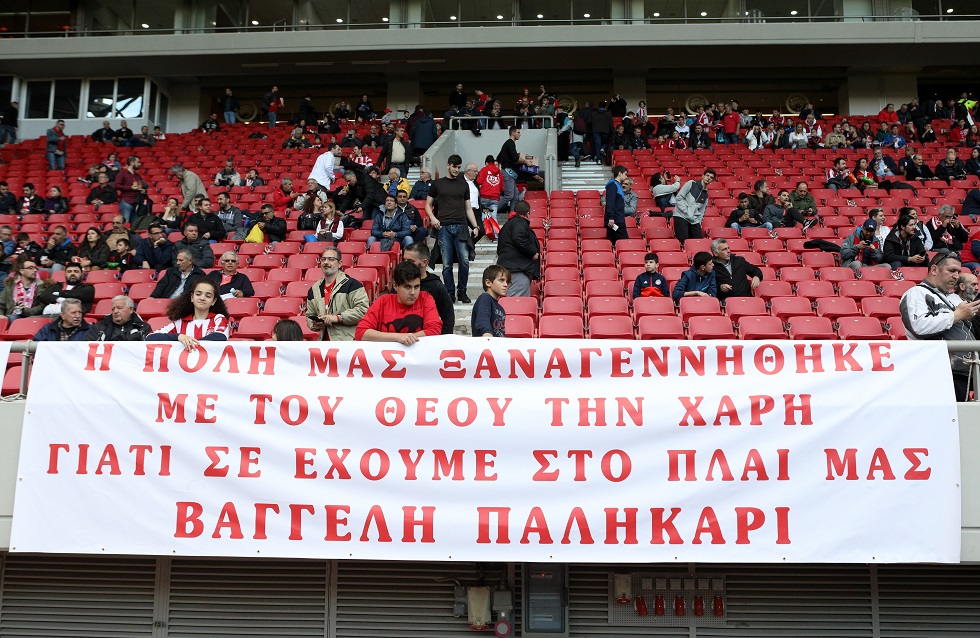 Η ΠΟΛΗ ΜΑΣ ΞΑΝΑΓΕΝΝΗΘΗΚΕ
ΜΕ ΤΟΥ ΘΕΟΥ ΤΗΝ ΧΑΡΗ
ΓΙΑΤΙ ΣΕ ΕΧΟΥΜΕ ΣΤΟ ΠΛΑΙ ΜΑΣ
ΒΑΓΓΕΛΗ ΠΑΛΗΚΑΡΙ